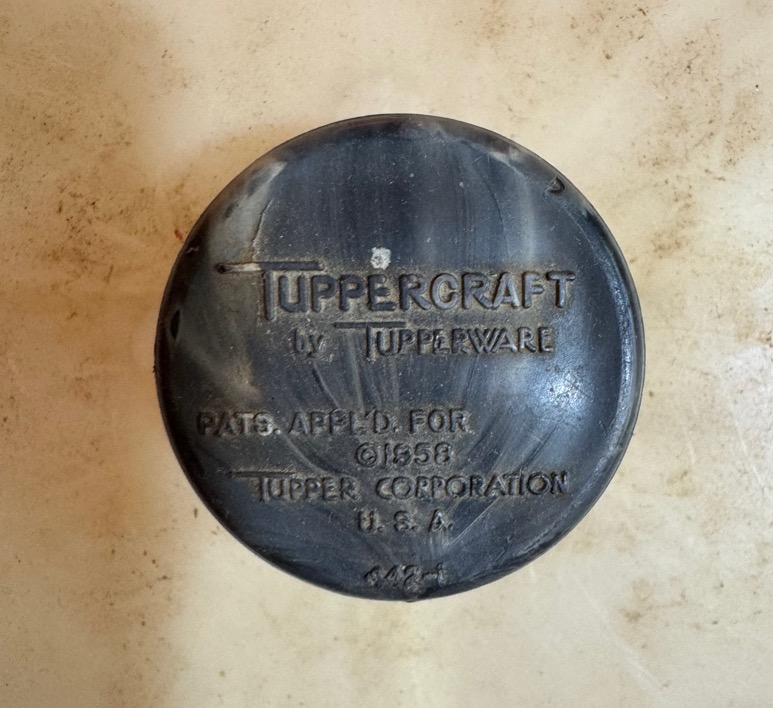 TUPPERCRAFT
by TUPPERWARE
PATS. APPL'D. FOR
©1958
TUPPER CORPORATION
U. S. A.